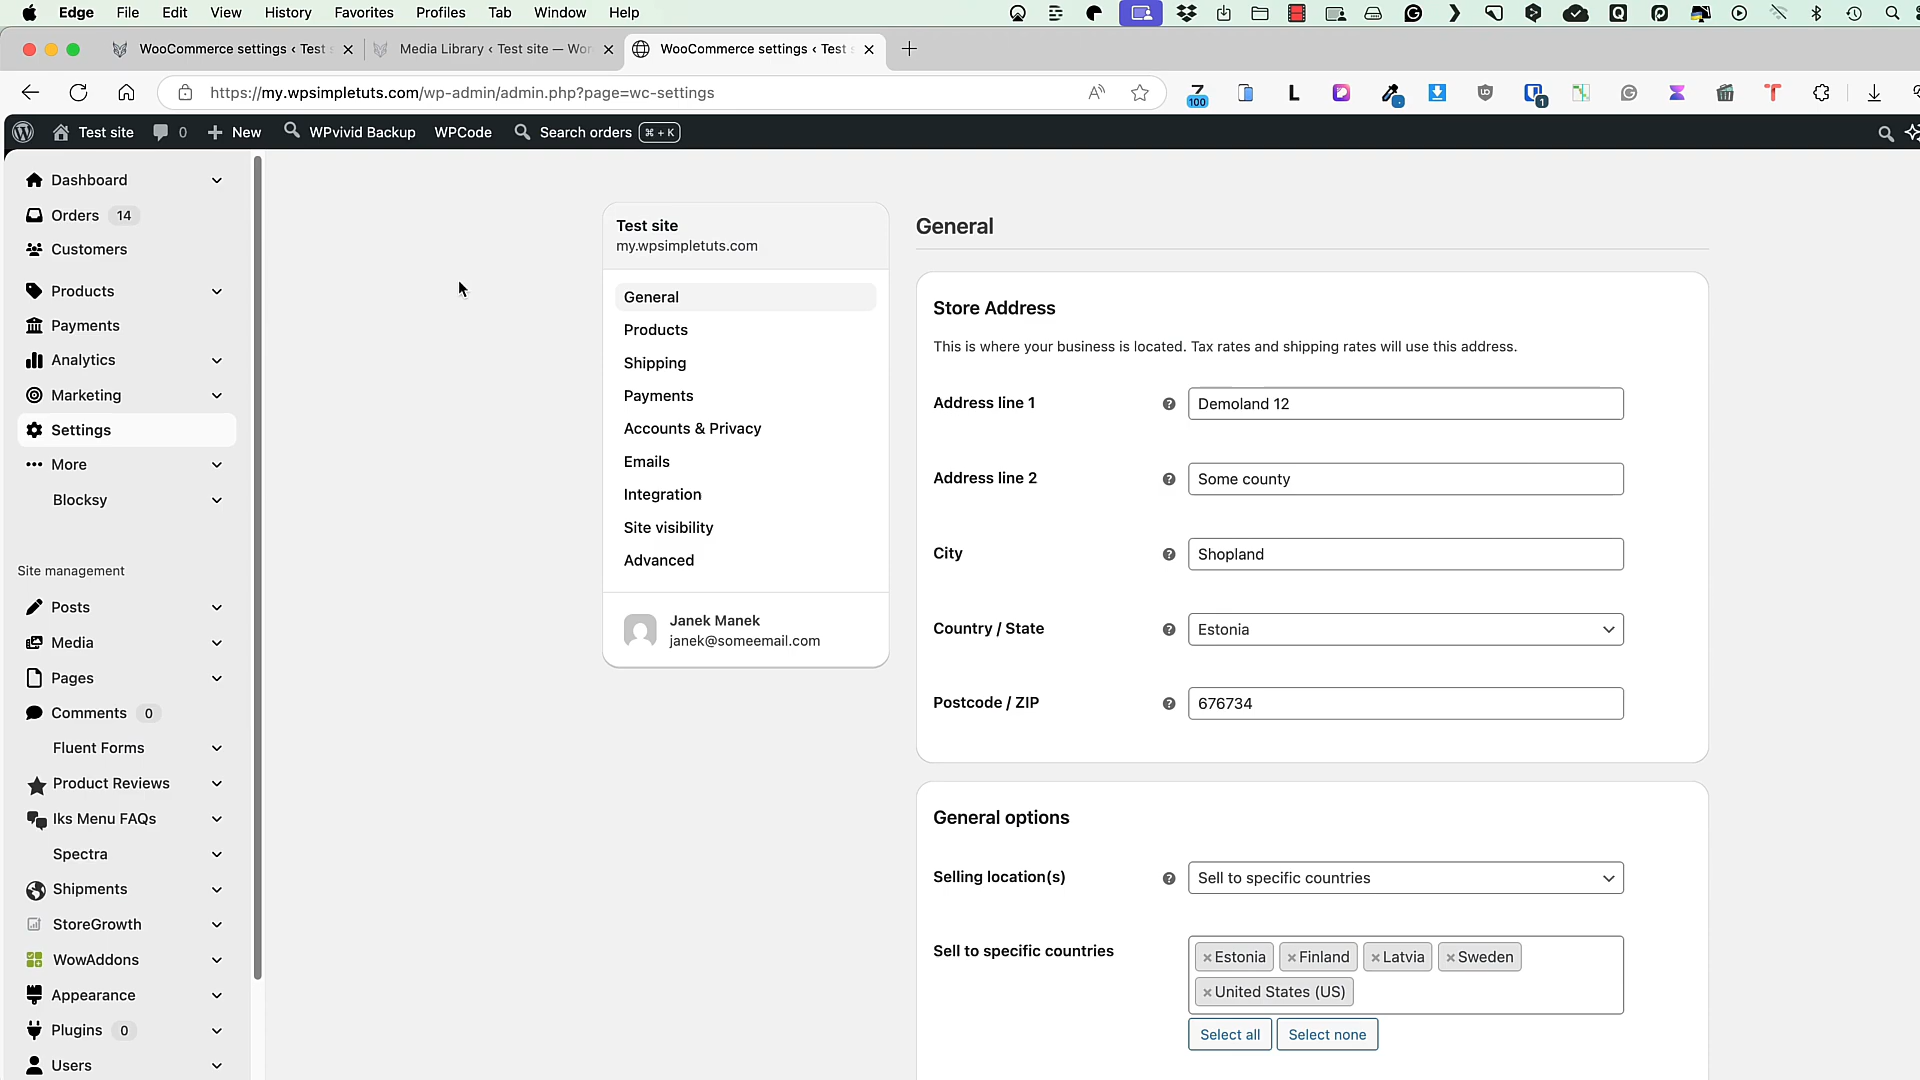 Edge File Edit View History Favorites Profiles Tab Window Help
WooCommerce settings ‹ Test
Media Library ‹ Test site — Wor
WooCommerce settings ‹ Test
https://my.wpsimpletuts.com/wp-admin/admin.php?page=wc-settings
100
L
1
Test site 0 New WPvivid Backup WPCode Search orders ⌘ + K
Dashboard
Orders 14
Customers
Products
Payments
Analytics
Marketing
Settings
More
Blocksy
Site management
Posts
Media
Pages
Comments 0
Fluent Forms
Product Reviews
Iks Menu FAQs
Spectra
Shipments
StoreGrowth
WowAddons
Appearance
Plugins 0
Users
Test site
my.wpsimpletuts.com
General
Products
Shipping
Payments
Accounts & Privacy
Emails
Integration
Site visibility
Advanced
Janek Manek
janek@someemail.com
General
Store Address
This is where your business is located. Tax rates and shipping rates will use this address.
Address line 1 Demoland 12
Address line 2 Some county
City Shopland
Country / State Estonia
Postcode / ZIP 676734
General options
Selling location(s) Sell to specific countries
Sell to specific countries ×Estonia ×Finland ×Latvia ×Sweden
×United States (US)
Select all Select none